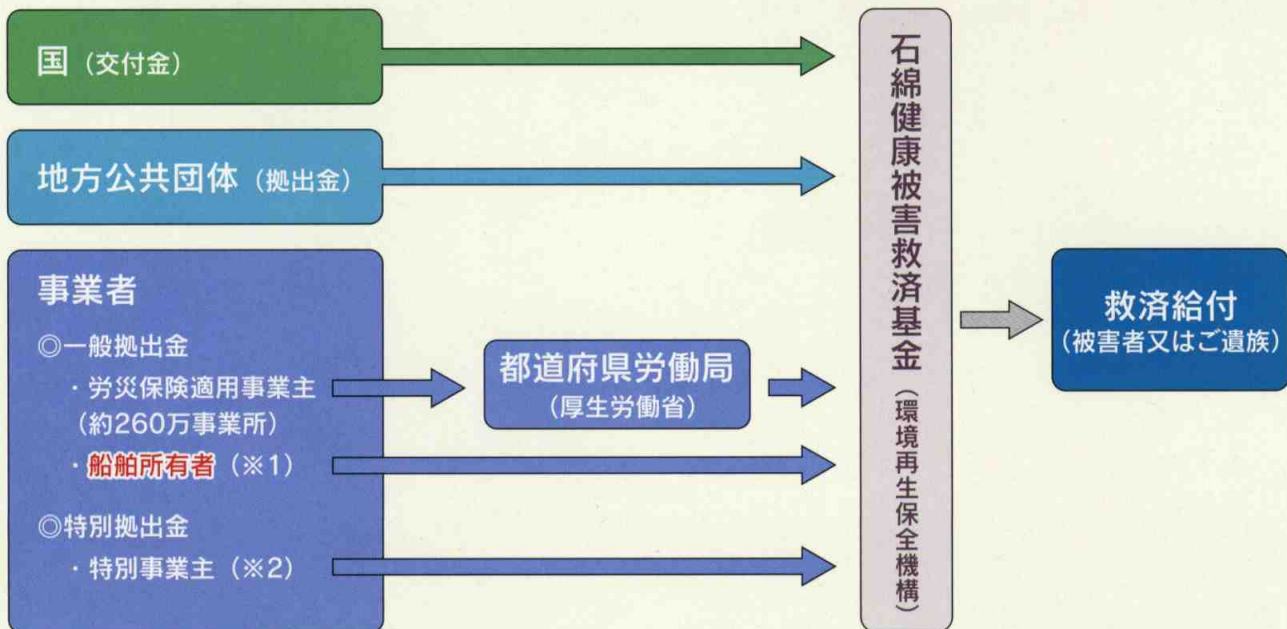 国（交付金）
地方公共団体（拠出金）
事業者
◎一般拠出金
・労災保険適用事業主
（約260万事業所）
・船舶所有者（※1）
◎特別拠出金
・特別事業主（※2）
都道府県労働局
（厚生労働省）
石綿健康被害救済基金（環境再生保全機構）
救済給付
（被害者又はご遺族）